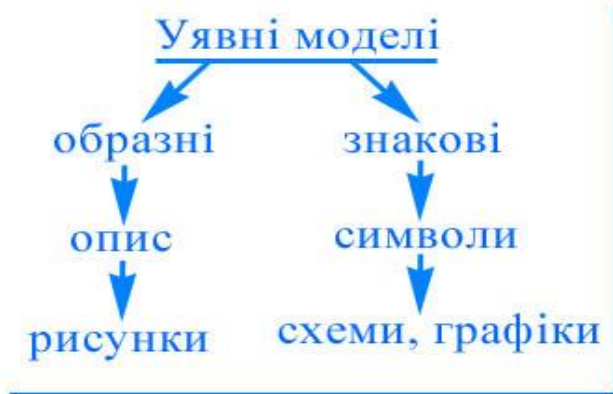 Уявні моделі
образні знакові
опис символи
рисунки схеми, графіки